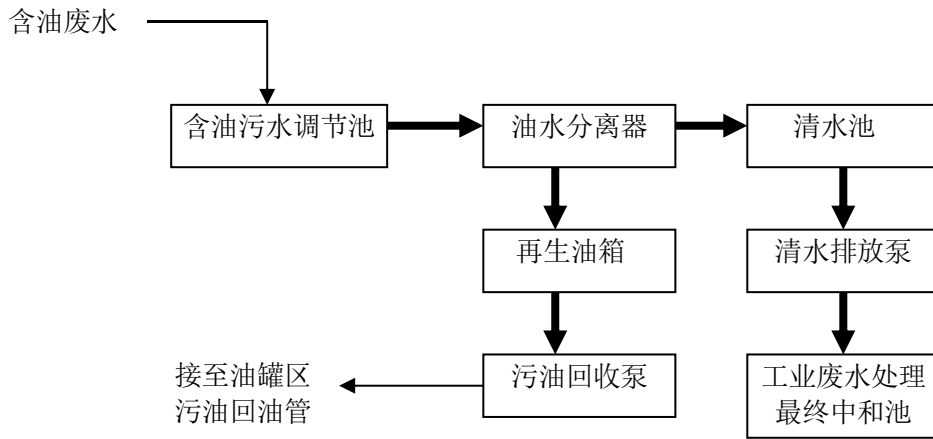 含油废水
含油污水调节池
油水分离器
清水池
再生油箱
清水排放泵
接至油罐区
污油回油管
污油回收泵
工业废水处理
最终中和池